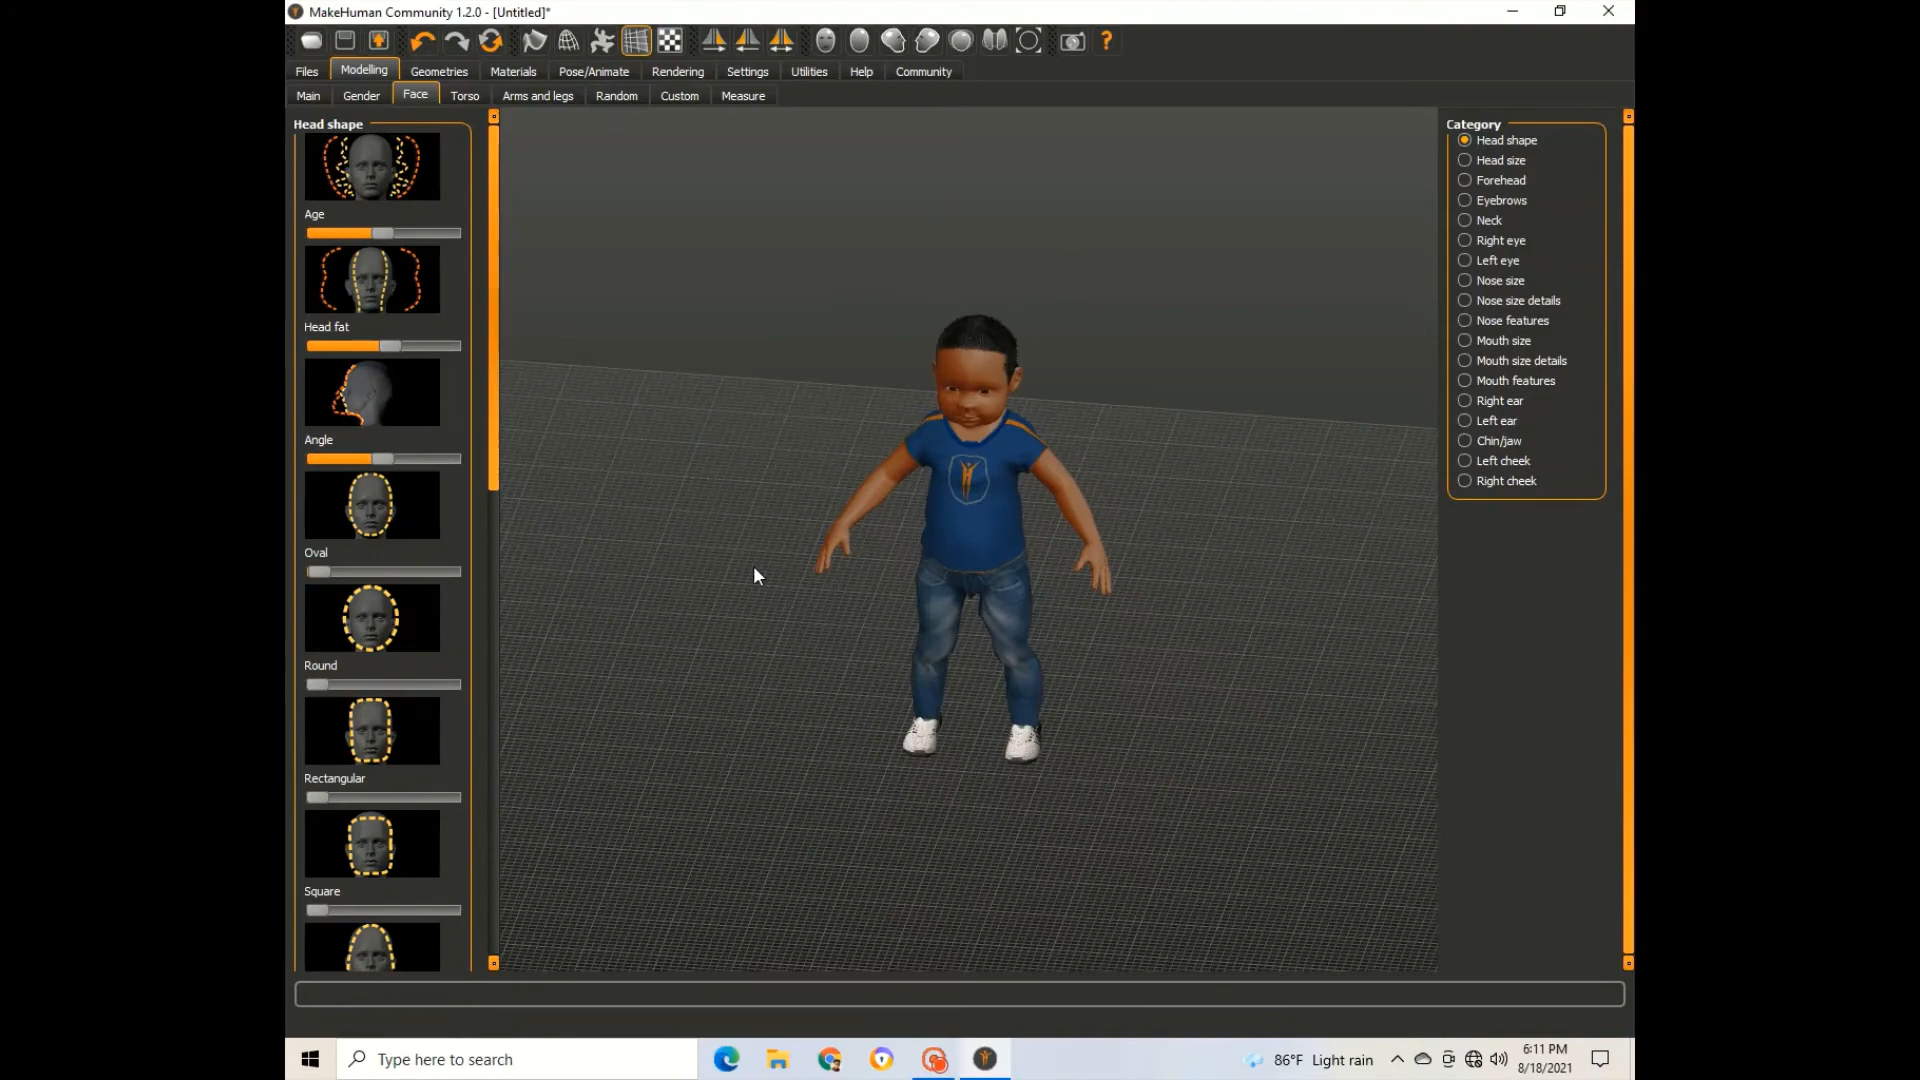 MakeHuman Community 1.2.0 - [Untitled]*
Files Modelling Geometries Materials Pose/Animate Rendering Settings Utilities Help Community
Main Gender Face Torso Arms and legs Random Custom Measure
Head shape
Age
Head fat
Angle
Oval
Round
Rectangular
Square
Category
Head shape
Head size
Forehead
Eyebrows
Neck
Right eye
Left eye
Nose size
Nose size details
Nose features
Mouth size
Mouth size details
Mouth features
Right ear
Left ear
Chin/jaw
Left cheek
Right cheek
Type here to search
86°F Light rain
6:11 PM
8/18/2021